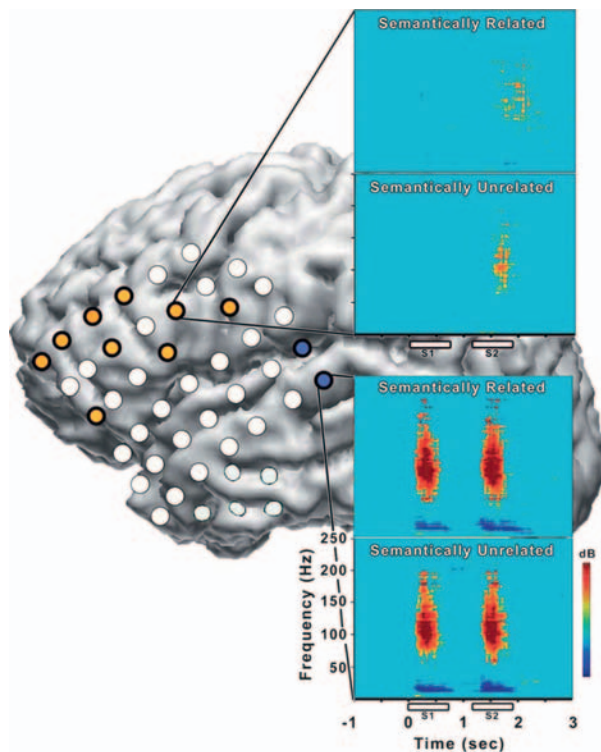 Semantically Related
Semantically Unrelated
S1 S2
Semantically Related
Semantically Unrelated
250
200
150
100
50
Frequency (Hz)
dB
S1 S2
-1 0 1 2 3
Time (sec)